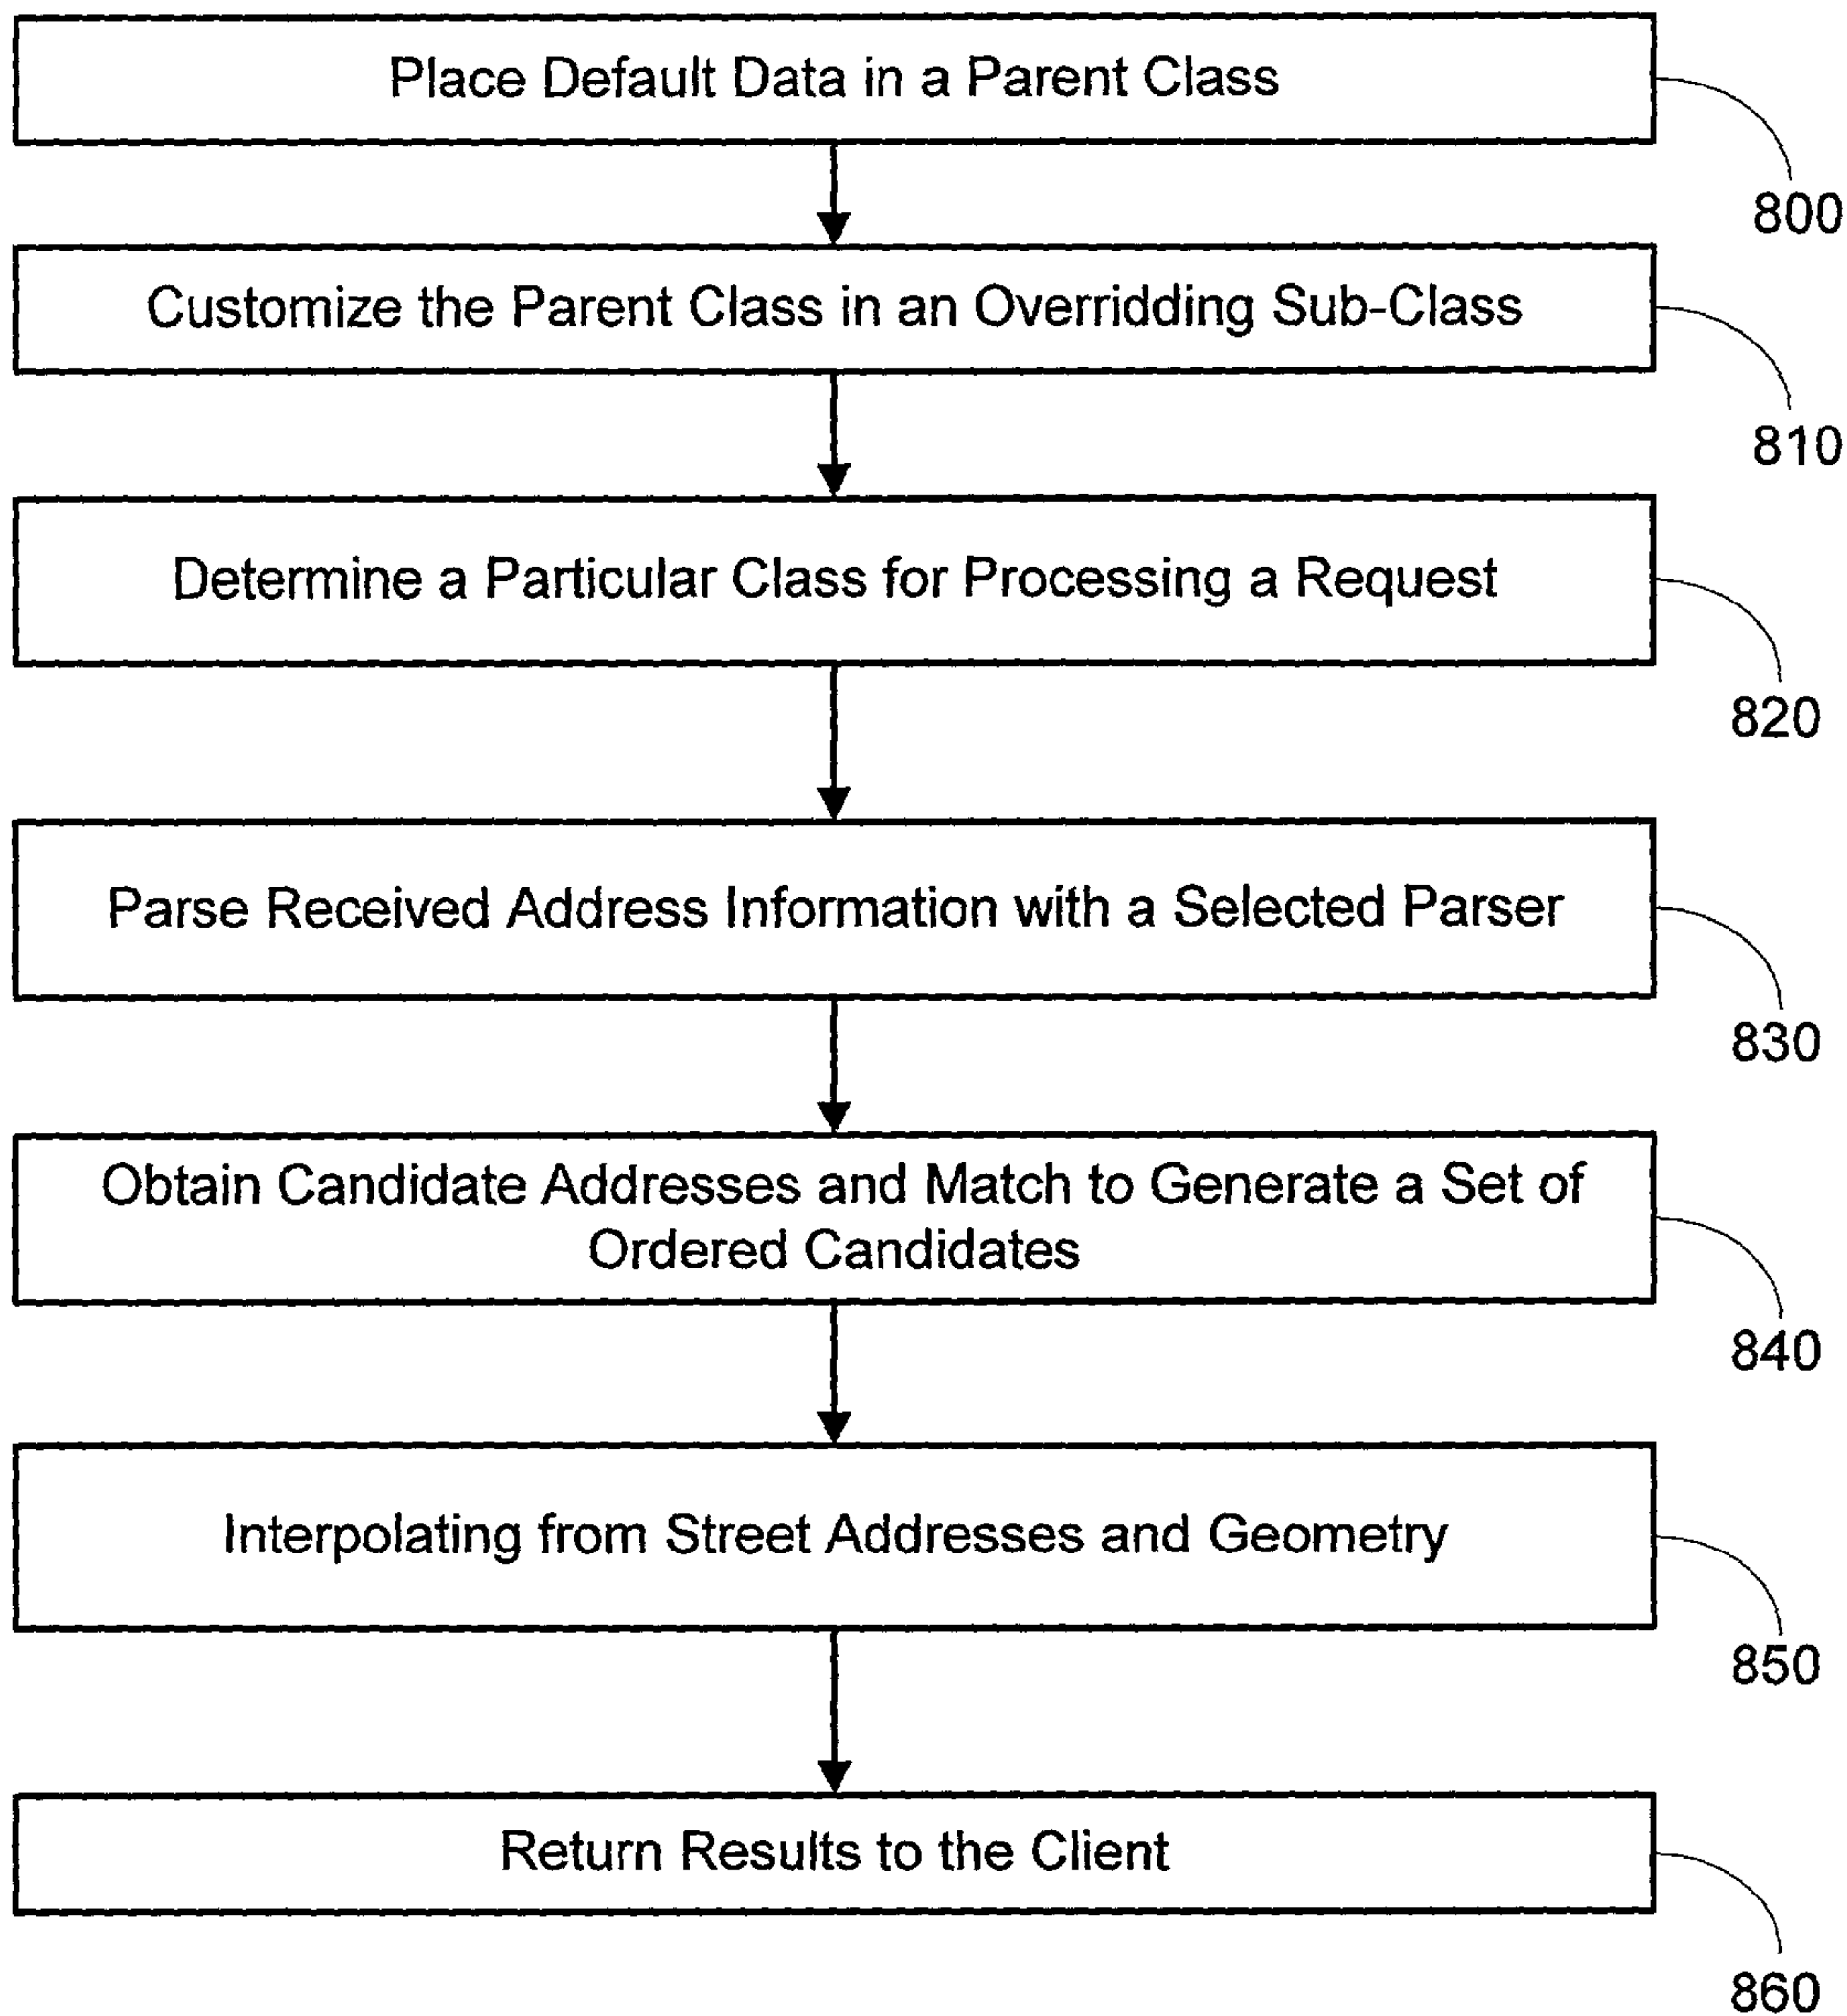 Place Default Data in a Parent Class
800
Customize the Parent Class in an Overridding Sub-Class
810
Determine a Particular Class for Processing a Request
820
Parse Received Address Information with a Selected Parser
830
Obtain Candidate Addresses and Match to Generate a Set of
Ordered Candidates
840
Interpolating from Street Addresses and Geometry
850
Return Results to the Client
860